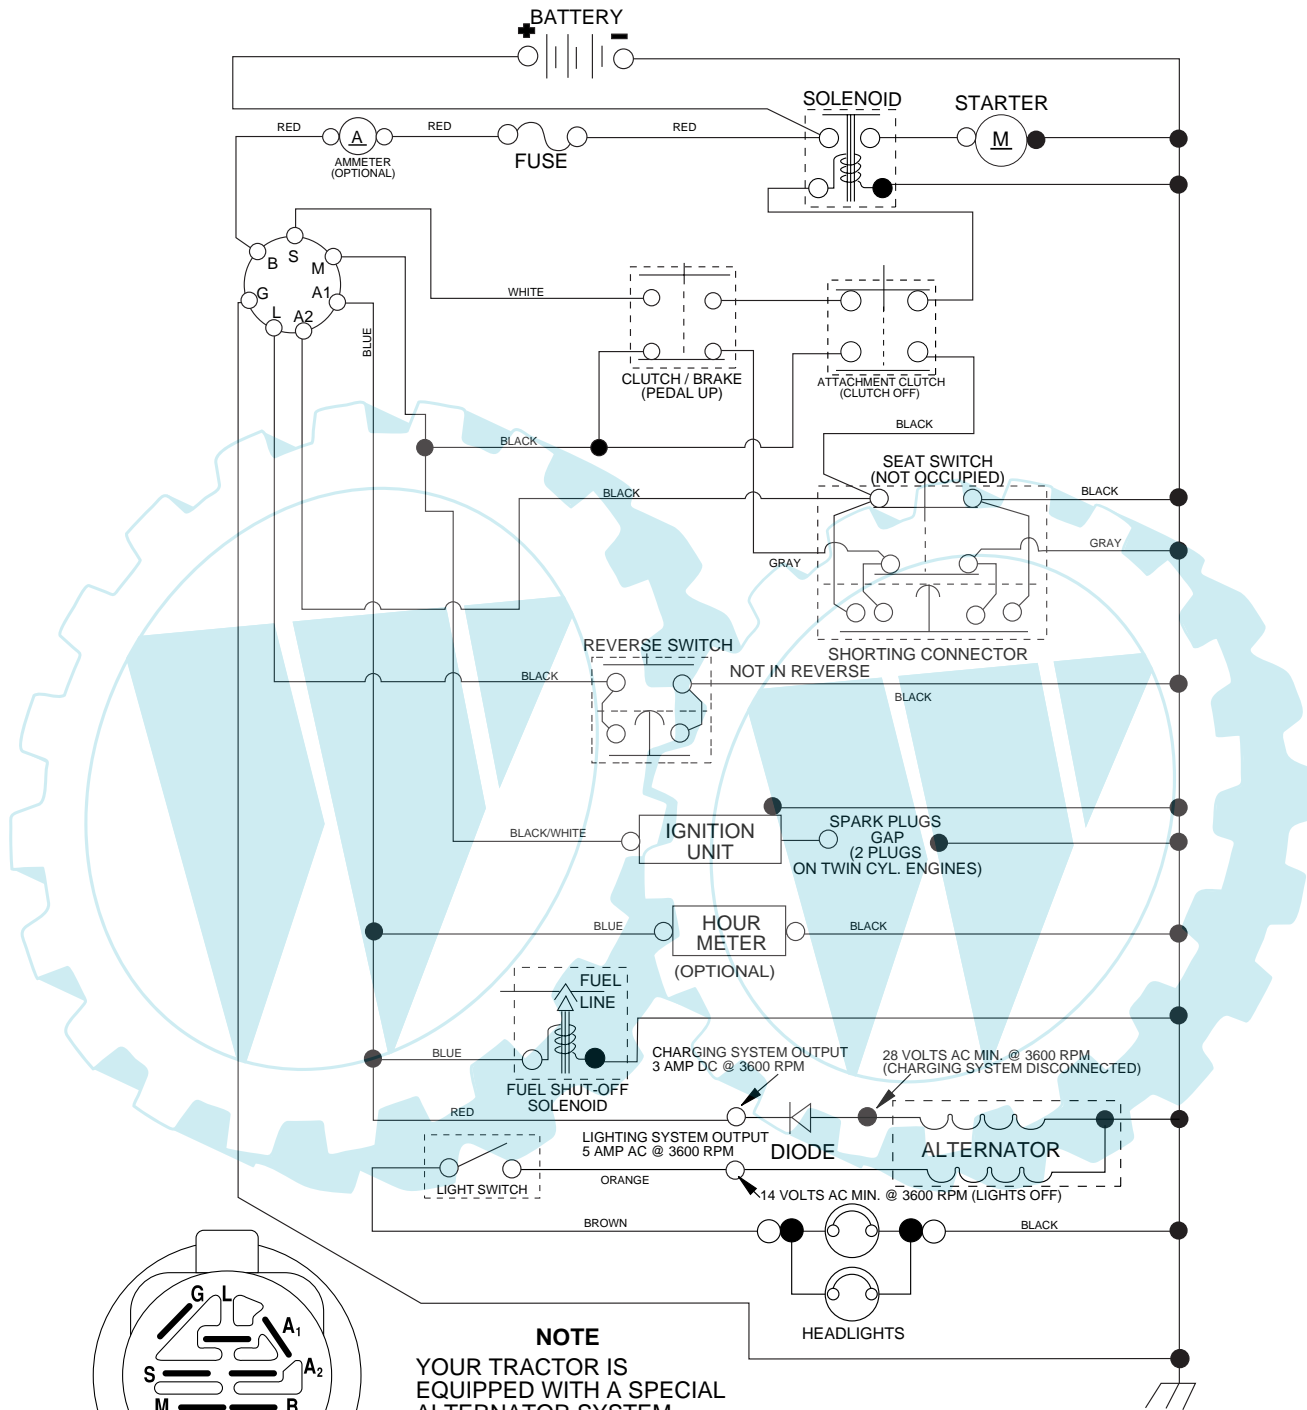 BATTERY
SOLENOID
STARTER
RED
RED
RED
A
M
AMMETER
(OPTIONAL)
FUSE
B
S
M
G
A1
L
A2
WHITE
BLUE
CLUTCH / BRAKE
(PEDAL UP)
ATTACHMENT CLUTCH
(CLUTCH OFF)
BLACK
BLACK
SEAT SWITCH
(NOT OCCUPIED)
BLACK
BLACK
GRAY
GRAY
SHORTING CONNECTOR
REVERSE SWITCH
NOT IN REVERSE
BLACK
BLACK
BLACK/WHITE
IGNITION
UNIT
SPARK PLUGS
GAP
(2 PLUGS
ON TWIN CYL. ENGINES)
BLUE
HOUR
METER
BLACK
(OPTIONAL)
FUEL
LINE
BLUE
FUEL SHUT-OFF
SOLENOID
CHARGING SYSTEM OUTPUT
3 AMP DC @ 3600 RPM
28 VOLTS AC MIN. @ 3600 RPM
(CHARGING SYSTEM DISCONNECTED)
RED
LIGHTING SYSTEM OUTPUT
5 AMP AC @ 3600 RPM
DIODE
ALTERNATOR
LIGHT SWITCH
ORANGE
14 VOLTS AC MIN. @ 3600 RPM (LIGHTS OFF)
BROWN
BLACK
HEADLIGHTS
G
L
A1
S
A2
M
B
NOTE
YOUR TRACTOR IS
EQUIPPED WITH A SPECIAL
ALTERNATOR SYSTEM